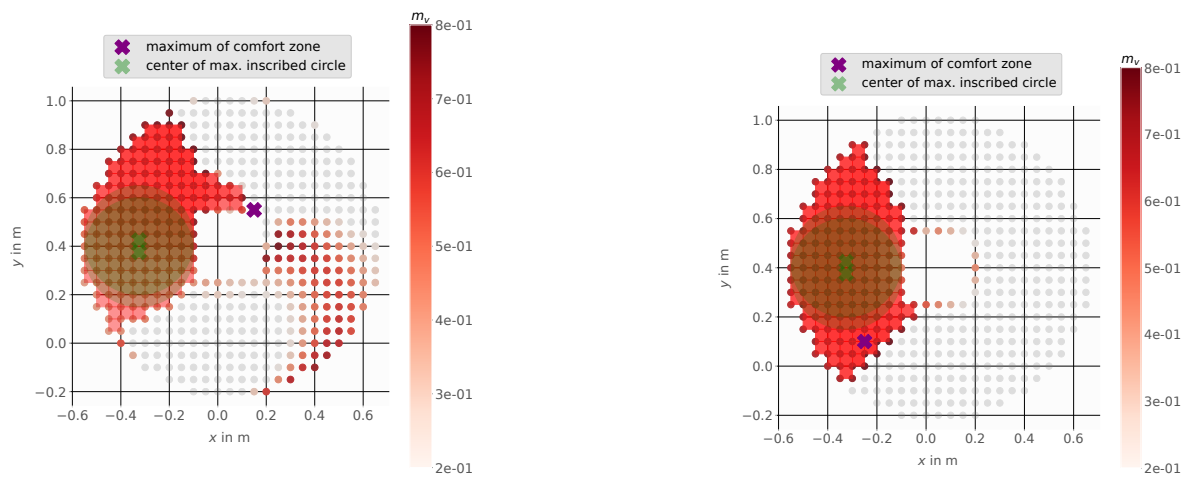 m_v
8e-01
maximum of comfort zone
center of max. inscribed circle
7e-01
6e-01
5e-01
4e-01
3e-01
2e-01
1.0
0.8
0.6
0.4
0.2
0.0
−0.2
y in m
−0.6 −0.4 −0.2 0.0 0.2 0.4 0.6
x in m
m_v
8e-01
maximum of comfort zone
center of max. inscribed circle
7e-01
6e-01
5e-01
4e-01
3e-01
2e-01
1.0
0.8
0.6
0.4
0.2
0.0
−0.2
y in m
−0.6 −0.4 −0.2 0.0 0.2 0.4 0.6
x in m